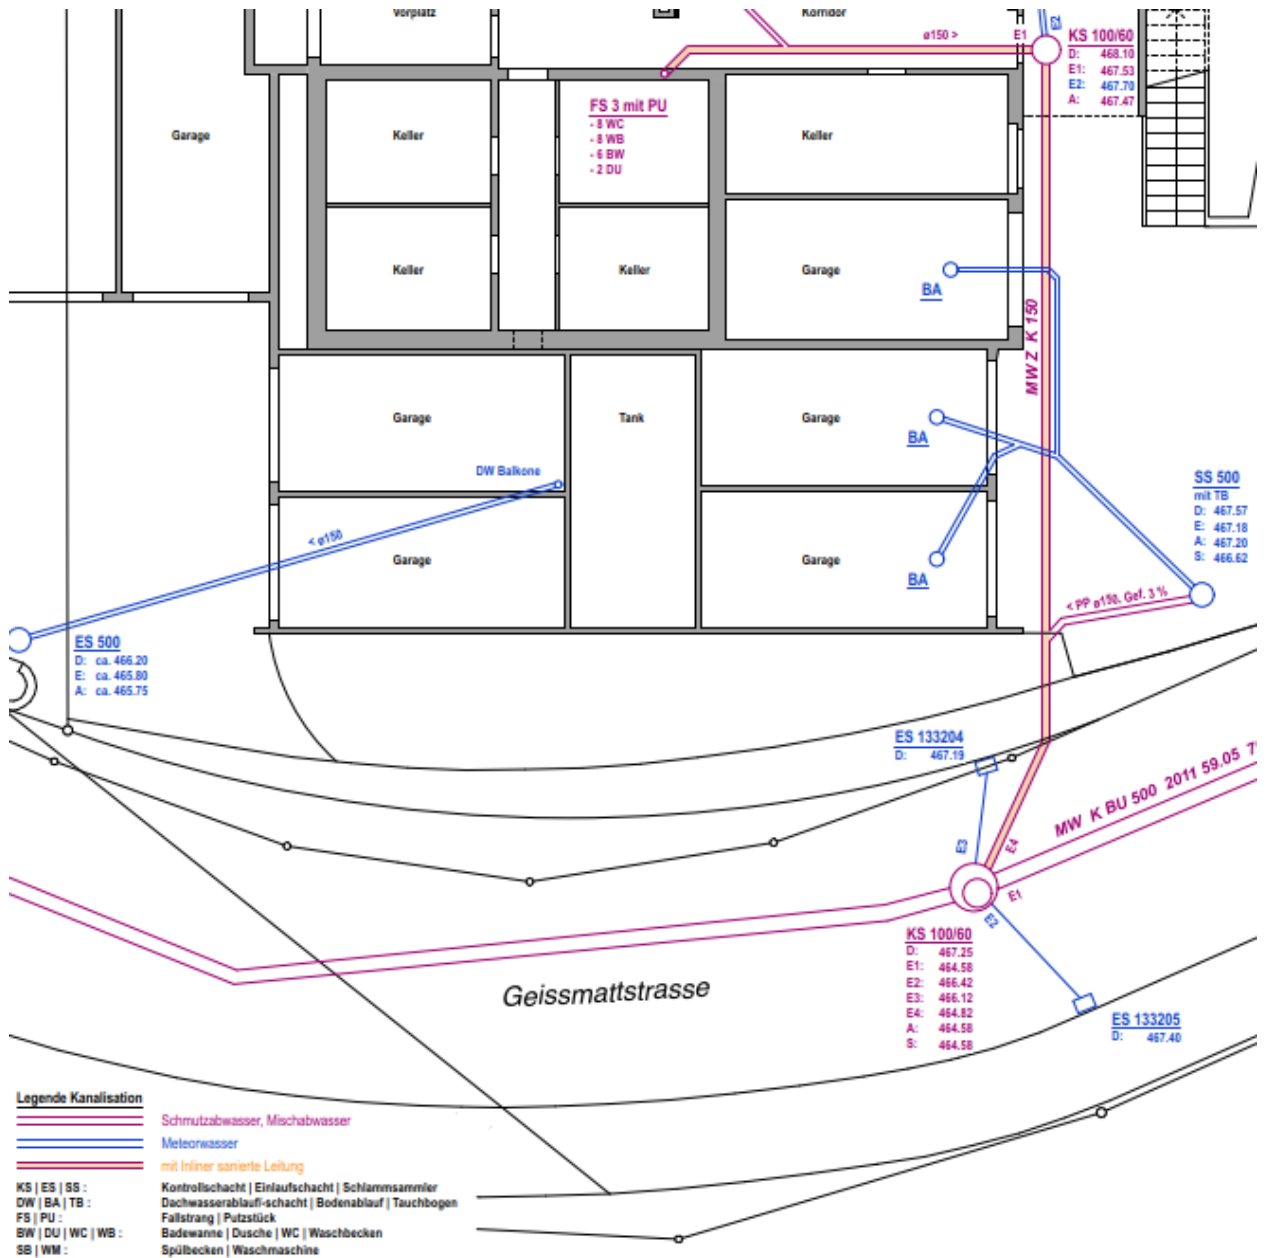 Vorplatz
Korridor
E2
ø150 >
E1
KS 100/60
D: 468.10
E1: 467.53
E2: 467.70
A: 467.47
FS 3 mit PU
- 8 WC
- 8 WB
- 6 BW
- 2 DU
Garage
Keller
Keller
Keller
Keller
Garage
BA
MWZ K 150
Garage
Tank
Garage
BA
DW Balkone
SS 500
mit TB
D: 467.57
E: 467.18
A: 467.20
S: 466.62
< ø150
Garage
Garage
BA
< PP ø150, Gef. 3 %
ES 500
D: ca. 466.20
E: ca. 465.80
A: ca. 465.75
ES 133204
D: 467.19
MW K BU 500 2011 59.05
E3
E4
E1
E2
KS 100/60
D: 467.25
E1: 464.58
E2: 466.42
E3: 466.12
E4: 464.82
A: 464.58
S: 464.58
Geissmattstrasse
ES 133205
D: 467.40
Legende Kanalisation
Schmutzabwasser, Mischabwasser
Meteorwasser
mit Inliner sanierte Leitung
KS | ES | SS : Kontrollschacht | Einlaufschacht | Schlammsammler
DW | BA | TB : Dachwasserablauf/-schacht | Bodenablauf | Tauchbogen
FS | PU : Fallstrang | Putzstück
BW | DU | WC | WB : Badewanne | Dusche | WC | Waschbecken
SB | WM : Spülbecken | Waschmaschine